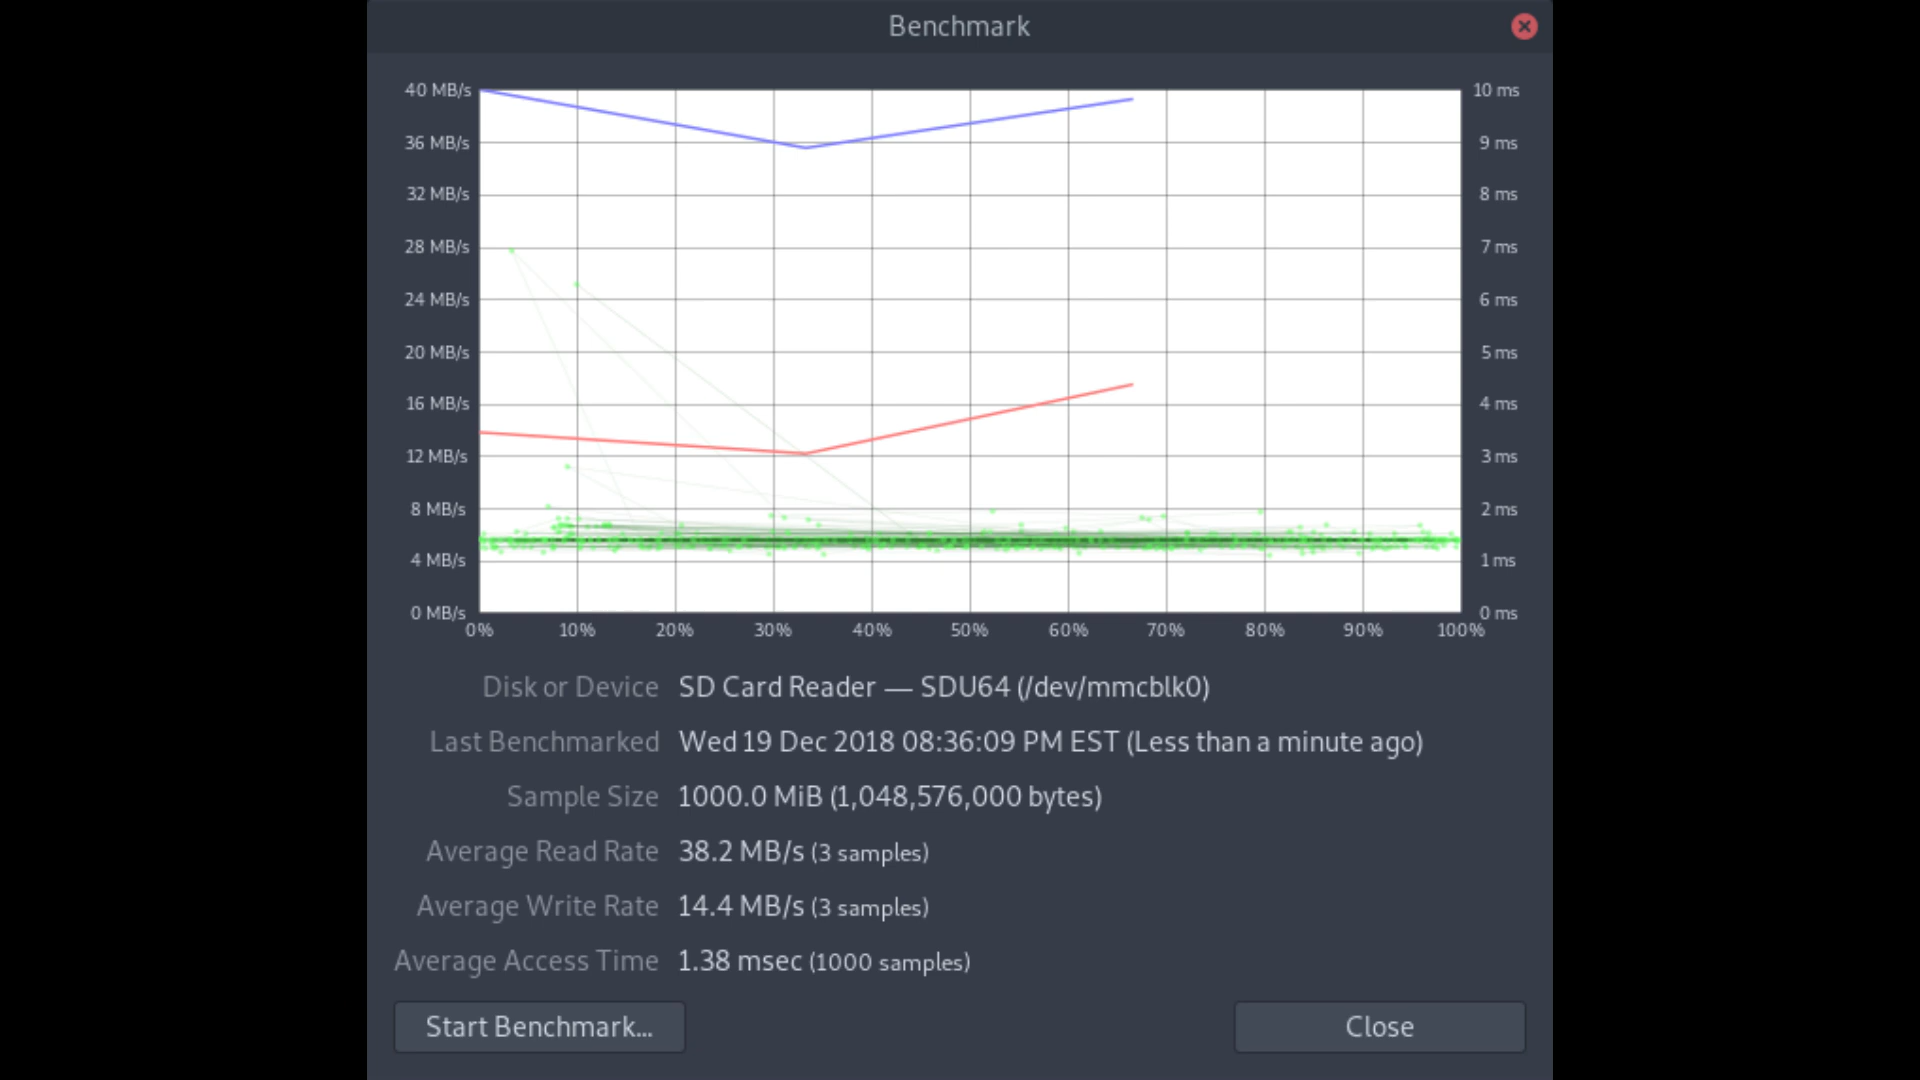 Benchmark
40 MB/s
10 ms
36 MB/s
9 ms
32 MB/s
8 ms
28 MB/s
7 ms
24 MB/s
6 ms
20 MB/s
5 ms
16 MB/s
4 ms
12 MB/s
3 ms
8 MB/s
2 ms
4 MB/s
1 ms
0 MB/s
0 ms
0% 10% 20% 30% 40% 50% 60% 70% 80% 90% 100%
Disk or Device SD Card Reader — SDU64 (/dev/mmcblk0)
Last Benchmarked Wed 19 Dec 2018 08:36:09 PM EST (Less than a minute ago)
Sample Size 1000.0 MiB (1,048,576,000 bytes)
Average Read Rate 38.2 MB/s (3 samples)
Average Write Rate 14.4 MB/s (3 samples)
Average Access Time 1.38 msec (1000 samples)
Start Benchmark... Close